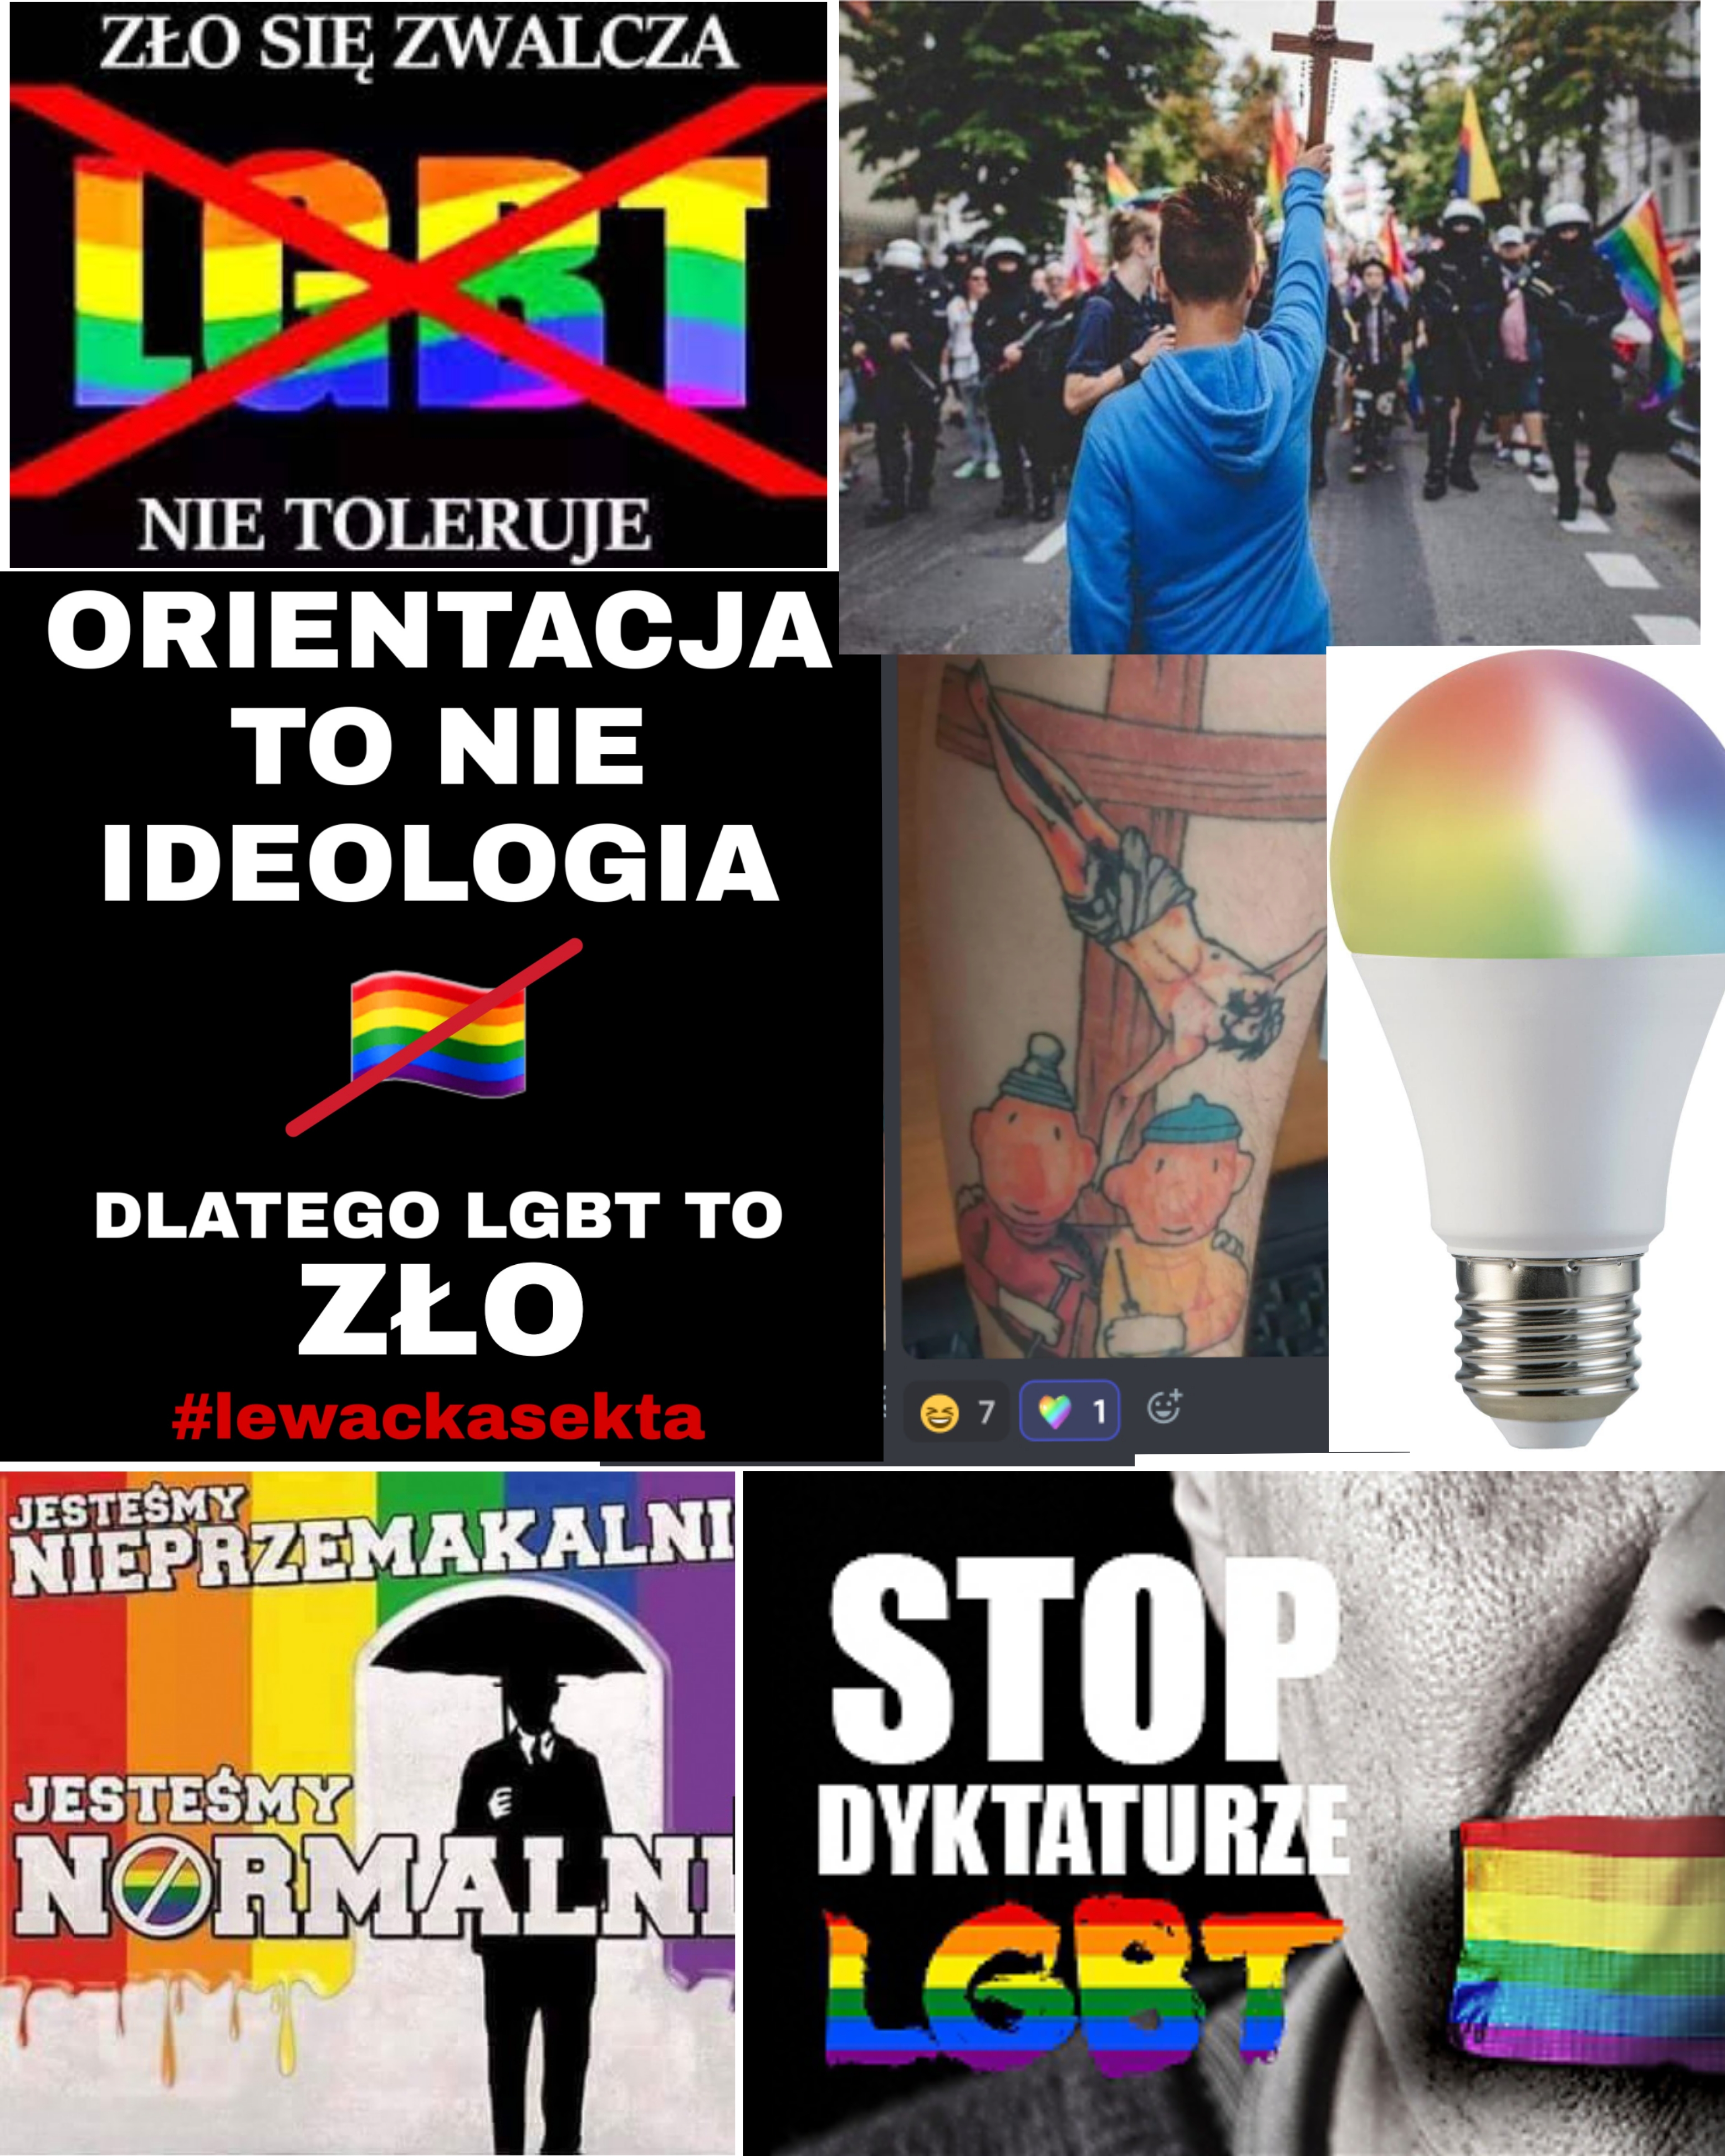 ZŁO SIĘ ZWALCZA
LGBT
NIE TOLERUJE
ORIENTACJA
TO NIE
IDEOLOGIA
DLATEGO LGBT TO
ZŁO
#lewackasekta
7
1
JESTEŚMY
NIEPRZEMAKALNI
JESTEŚMY
NORMALNI
STOP
DYKTATURZE
LGBT